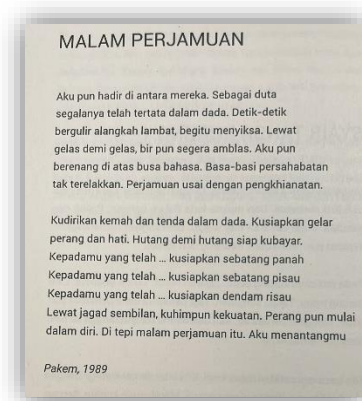 MALAM PERJAMUAN
Aku pun hadir di antara mereka. Sebagai duta
segalanya telah tertata dalam dada. Detik-detik
bergulir alangkah lambat, begitu menyiksa. Lewat
gelas demi gelas, bir pun segera amblas. Aku pun
berenang di atas busa bahasa. Basa-basi persahabatan
tak terelakkan. Perjamuan usai dengan pengkhianatan.
Kudirikan kemah dan tenda dalam dada. Kusiapkan gelar
perang dan hati. Hutang demi hutang siap kubayar.
Kepadamu yang telah ... kusiapkan sebatang panah
Kepadamu yang telah ... kusiapkan sebatang pisau
Kepadamu yang telah ... kusiapkan dendam risau
Lewat jagad sembilan, kuhimpun kekuatan. Perang pun mulai
dalam diri. Di tepi malam perjamuan itu. Aku menantangmu
Pakem, 1989